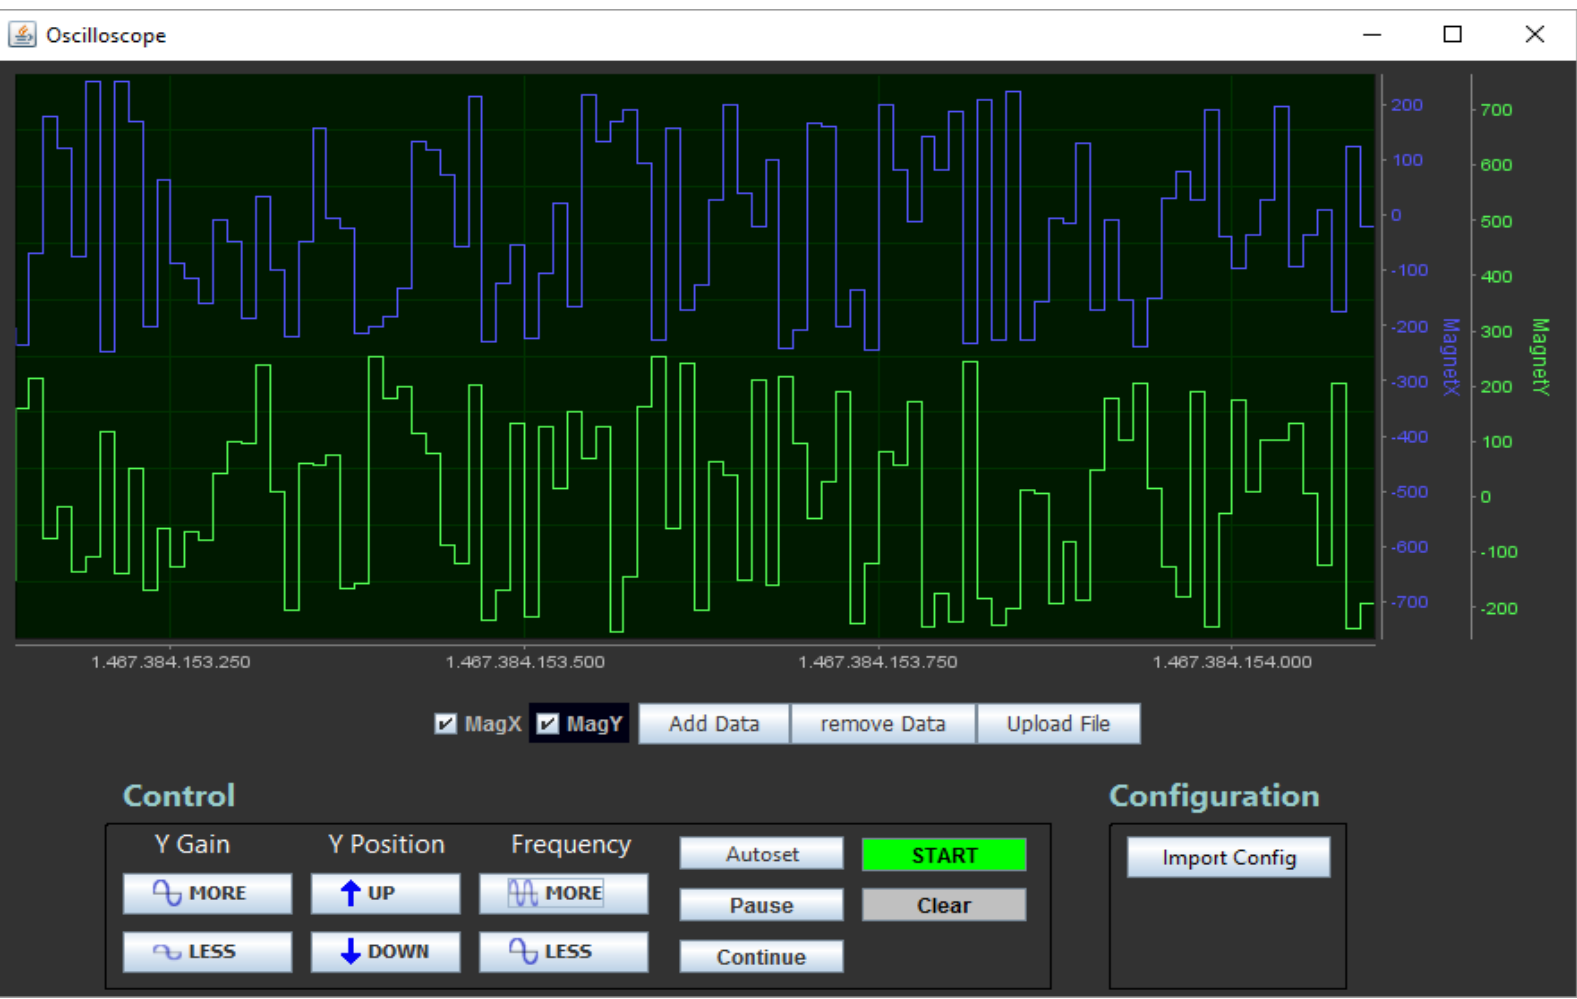 Oscilloscope
200
100
0
-100
-200
-300
-400
-500
-600
-700
MagnetX
700
600
500
400
300
200
100
0
-100
-200
MagnetY
1.467.384.153.250 1.467.384.153.500 1.467.384.153.750 1.467.384.154.000
MagX MagY Add Data remove Data Upload File
Control
Y Gain Y Position Frequency
MORE UP MORE
LESS DOWN LESS
Autoset START
Pause Clear
Continue
Configuration
Import Config